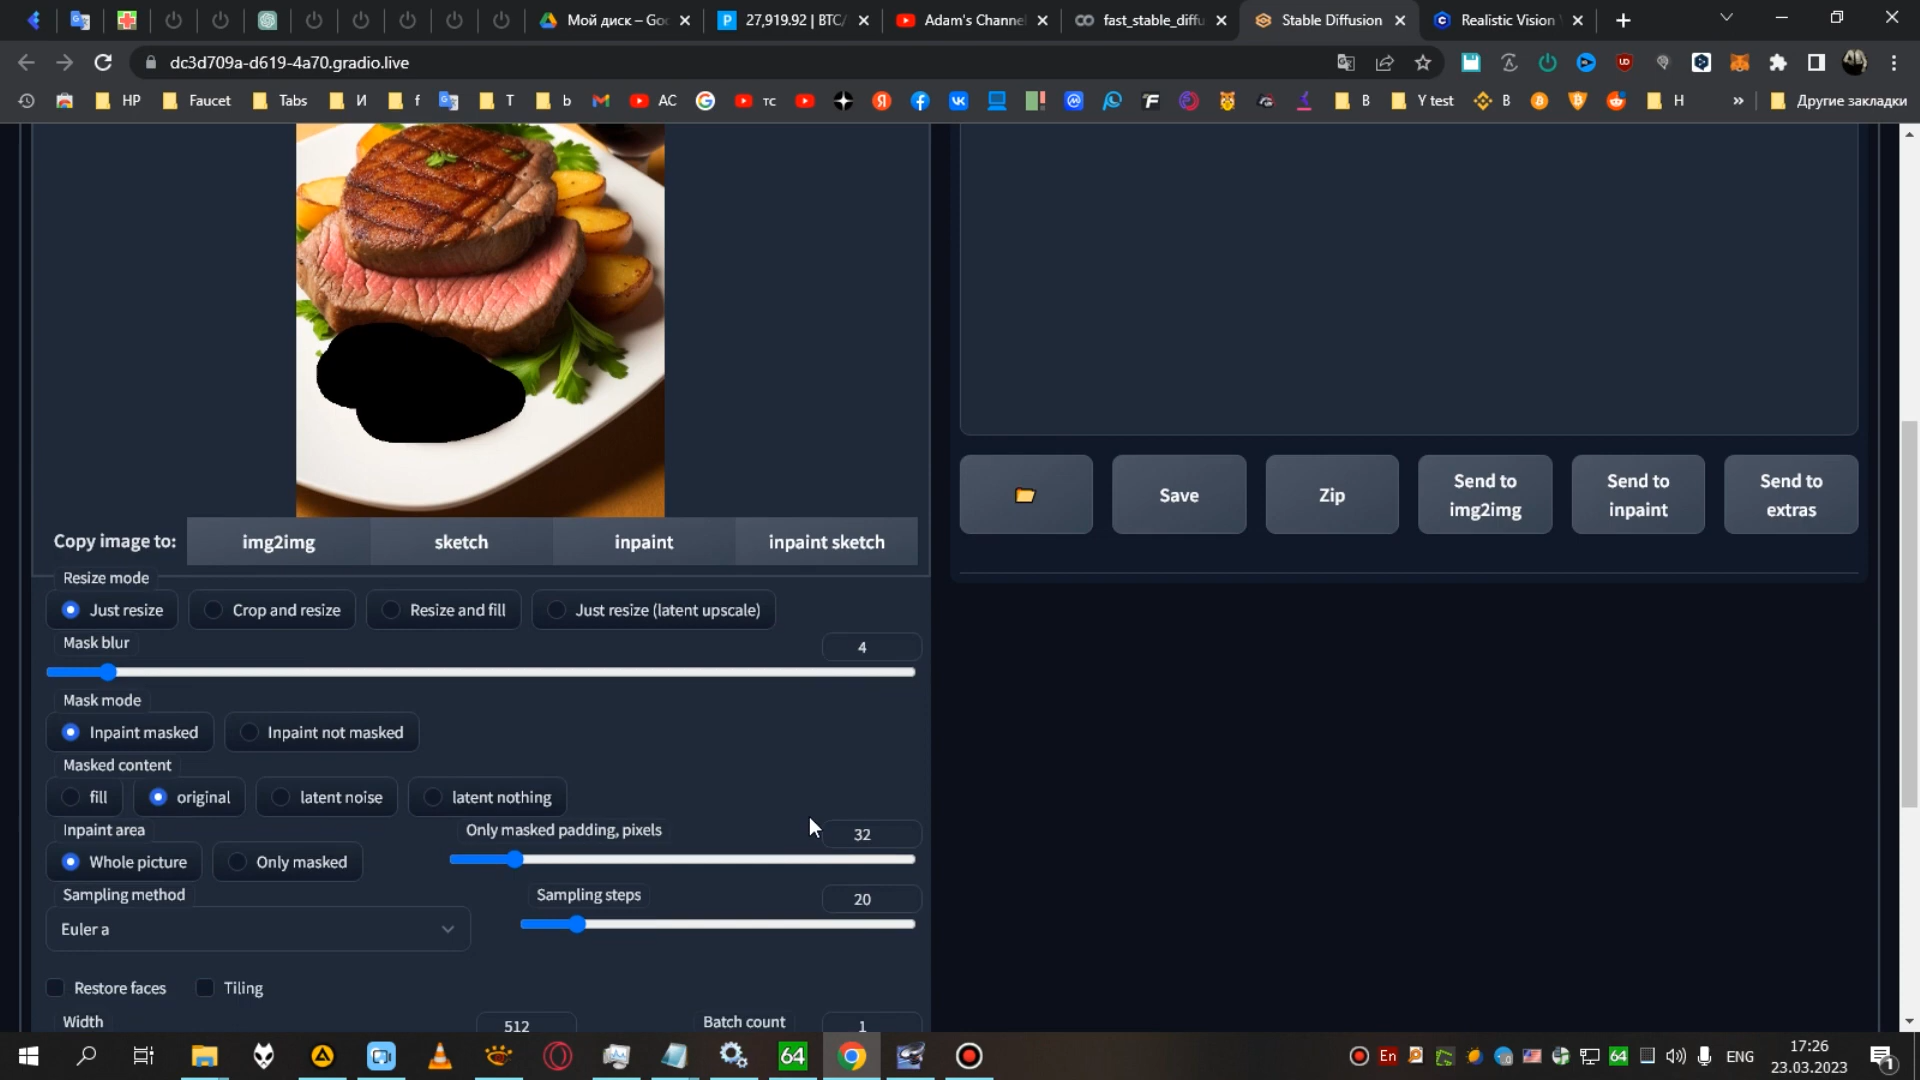 Мой диск – Goo
27,919.92 | BTC/
Adam's Channe
fast_stable_diffu
Stable Diffusion
Realistic Vision
dc3d709a-d619-4a70.gradio.live
HP
Faucet
Tabs
И
f
T
b
AC
тс
B
Y test
B
H
»
Другие закладки
Copy image to:
img2img
sketch
inpaint
inpaint sketch
Save
Zip
Send to
img2img
Send to
inpaint
Send to
extras
Resize mode
Just resize
Crop and resize
Resize and fill
Just resize (latent upscale)
Mask blur
4
Mask mode
Inpaint masked
Inpaint not masked
Masked content
fill
original
latent noise
latent nothing
Inpaint area
Only masked padding, pixels
32
Whole picture
Only masked
Sampling method
Sampling steps
20
Euler a
Restore faces
Tiling
Width
512
Batch count
1
64
En
64
ENG
17:26
23.03.2023
1